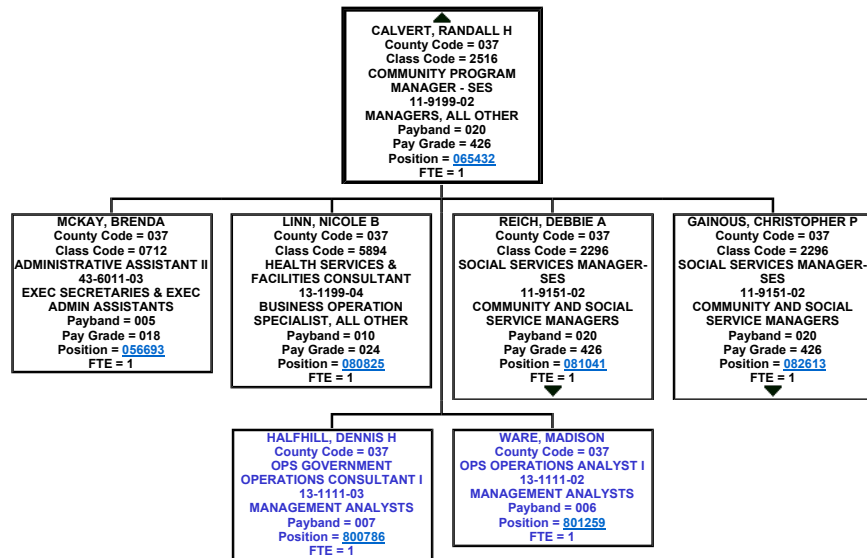 CALVERT, RANDALL H
County Code = 037
Class Code = 2516
COMMUNITY PROGRAM
MANAGER - SES
11-9199-02
MANAGERS, ALL OTHER
Payband = 020
Pay Grade = 426
Position = 065432
FTE = 1
MCKAY, BRENDA
County Code = 037
Class Code = 0712
ADMINISTRATIVE ASSISTANT II
43-6011-03
EXEC SECRETARIES & EXEC
ADMIN ASSISTANTS
Payband = 005
Pay Grade = 018
Position = 056693
FTE = 1
LINN, NICOLE B
County Code = 037
Class Code = 5894
HEALTH SERVICES &
FACILITIES CONSULTANT
13-1199-04
BUSINESS OPERATION
SPECIALIST, ALL OTHER
Payband = 010
Pay Grade = 024
Position = 080825
FTE = 1
REICH, DEBBIE A
County Code = 037
Class Code = 2296
SOCIAL SERVICES MANAGER-
SES
11-9151-02
COMMUNITY AND SOCIAL
SERVICE MANAGERS
Payband = 020
Pay Grade = 426
Position = 081041
FTE = 1
GAINOUS, CHRISTOPHER P
County Code = 037
Class Code = 2296
SOCIAL SERVICES MANAGER-
SES
11-9151-02
COMMUNITY AND SOCIAL
SERVICE MANAGERS
Payband = 020
Pay Grade = 426
Position = 082613
FTE = 1
HALFHILL, DENNIS H
County Code = 037
OPS GOVERNMENT
OPERATIONS CONSULTANT I
13-1111-03
MANAGEMENT ANALYSTS
Payband = 007
Position = 800786
FTE = 1
WARE, MADISON
County Code = 037
OPS OPERATIONS ANALYST I
13-1111-02
MANAGEMENT ANALYSTS
Payband = 006
Position = 801259
FTE = 1